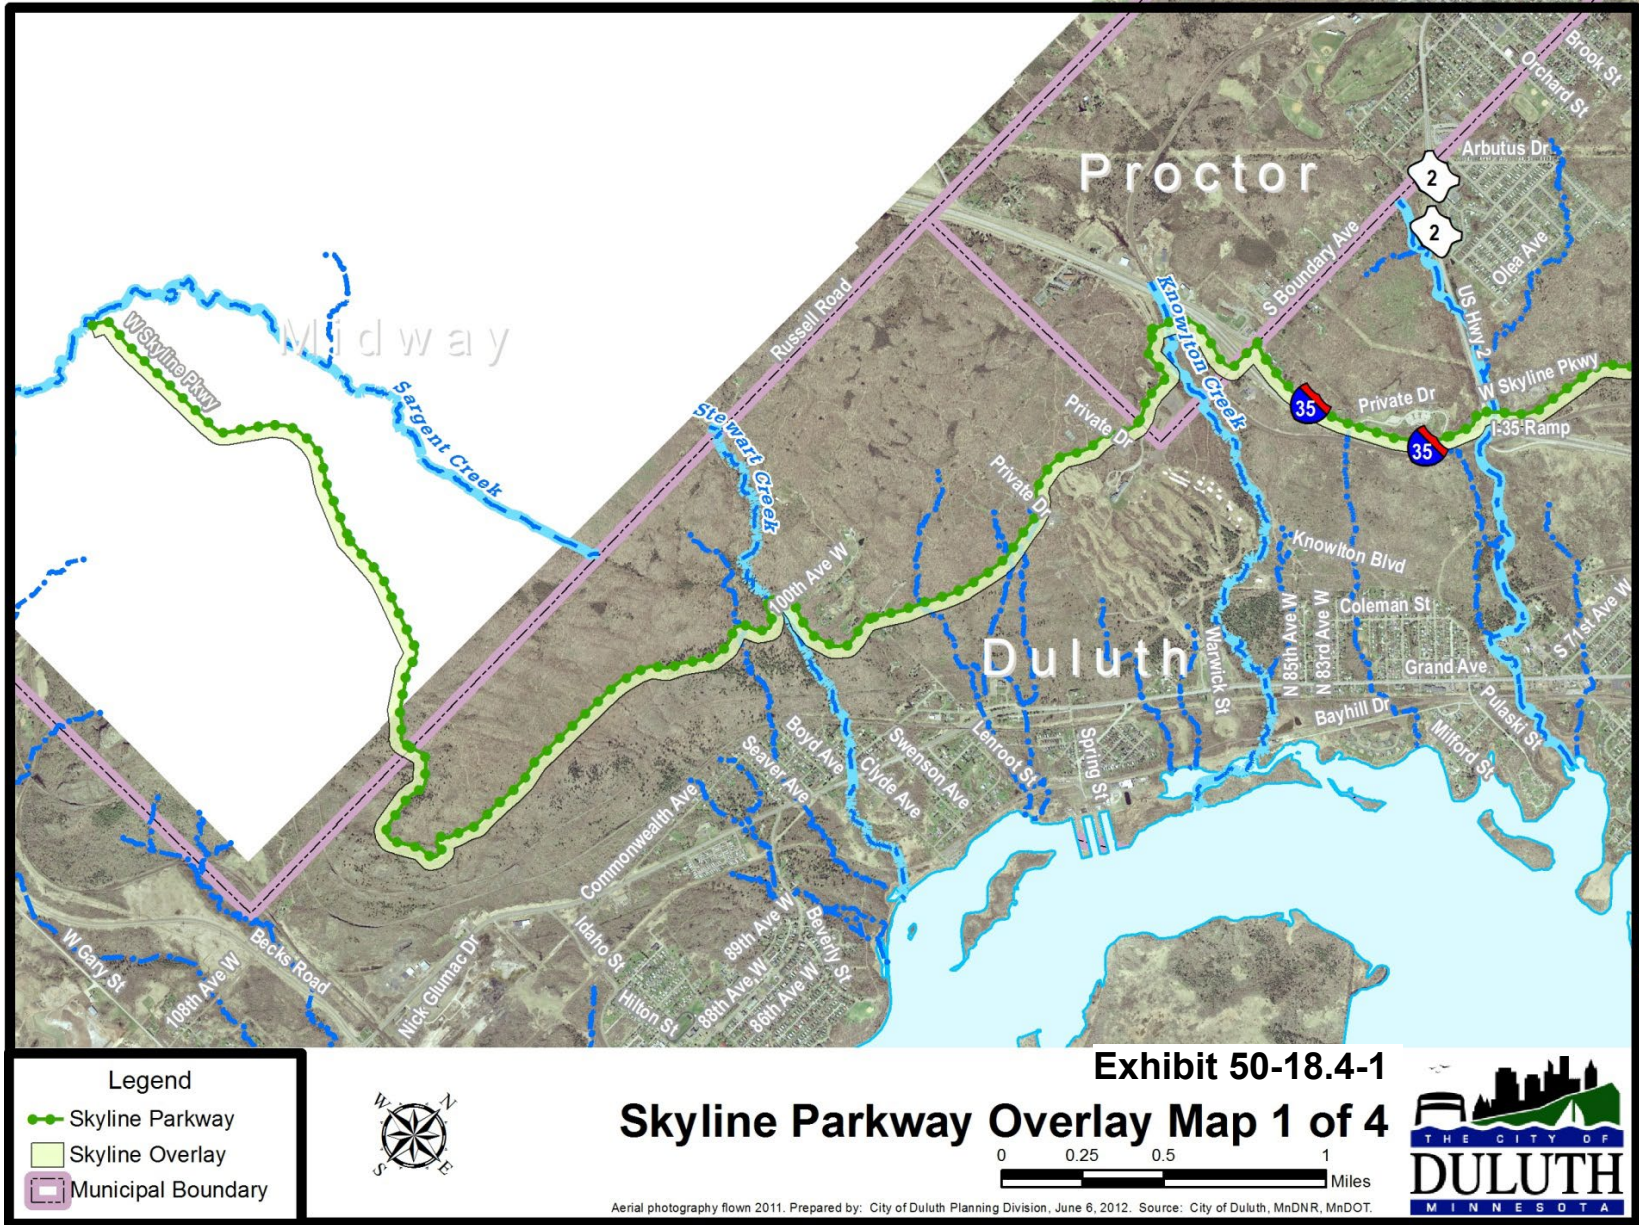 Brook St
Orchard St
Arbutus Dr
Proctor
2
2
Olea Ave
S Boundary Ave
US Hwy 2
Russell Road
Knowlton Creek
W Skyline Pkwy
Midway
Sargent Creek
Stewart Creek
Private Dr
35
Private Dr
W Skyline Pkwy
I-35 Ramp
35
Private Dr
100th Ave W
Knowlton Blvd
Coleman St
N 85th Ave W
N 83rd Ave W
S 71st Ave W
Duluth
Warwick St
Grand Ave
Bayhill Dr
Pulaski St
Milford St
Boyd Ave
Seaver Ave
Clyde Ave
Swenson Ave
Lenroot St
Spring St
Commonwealth Ave
W Gary St
108th Ave W
Becks Road
Nick Glumac Dr
Idaho St
Hilton St
89th Ave W
88th Ave W
86th Ave W
Beverly St
Legend
Skyline Parkway
Skyline Overlay
Municipal Boundary
W
N
S
E
Exhibit 50-18.4-1
Skyline Parkway Overlay Map 1 of 4
0 0.25 0.5 1
Miles
Aerial photography flown 2011. Prepared by: City of Duluth Planning Division, June 6, 2012. Source: City of Duluth, MnDNR, MnDOT.
THE CITY OF
DULUTH
MINNESOTA